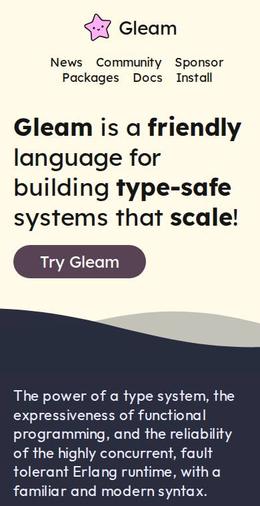 Gleam
News Community Sponsor
Packages Docs Install
Gleam is a friendly
language for
building type-safe
systems that scale!
Try Gleam
The power of a type system, the
expressiveness of functional
programming, and the reliability
of the highly concurrent, fault
tolerant Erlang runtime, with a
familiar and modern syntax.